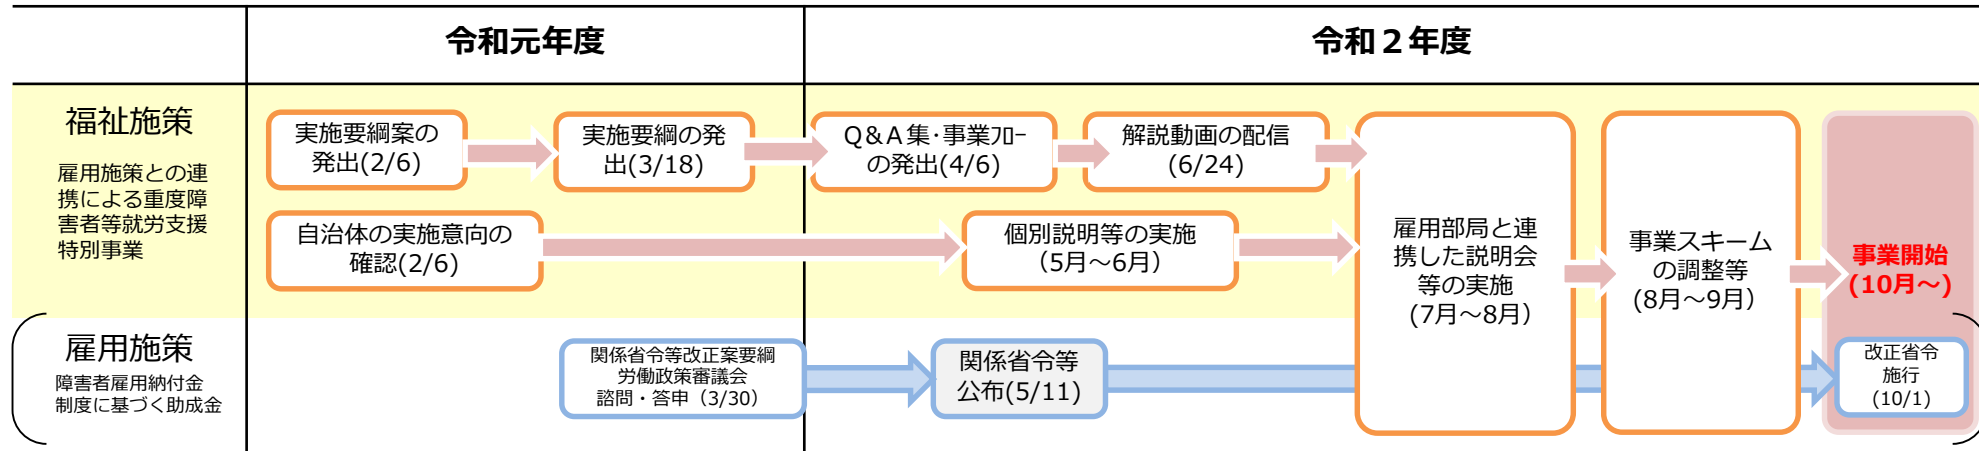 令和元年度
令和２年度
福祉施策
雇用施策との連
携による重度障
害者等就労支援
特別事業
実施要綱案の
発出(2/6)
実施要綱の発
出(3/18)
Ｑ＆Ａ集･事業ﾌﾛｰ
の発出(4/6)
解説動画の配信
(6/24)
自治体の実施意向の
確認(2/6)
個別説明等の実施
（5月～6月）
雇用部局と連
携した説明会
等の実施
(7月～8月）
事業スキーム
の調整等
(8月～9月）
事業開始
(10月～)
雇用施策
障害者雇用納付金
制度に基づく助成金
関係省令等改正案要綱
労働政策審議会
諮問・答申（3/30）
関係省令等
公布(5/11)
改正省令
施行
(10/1)